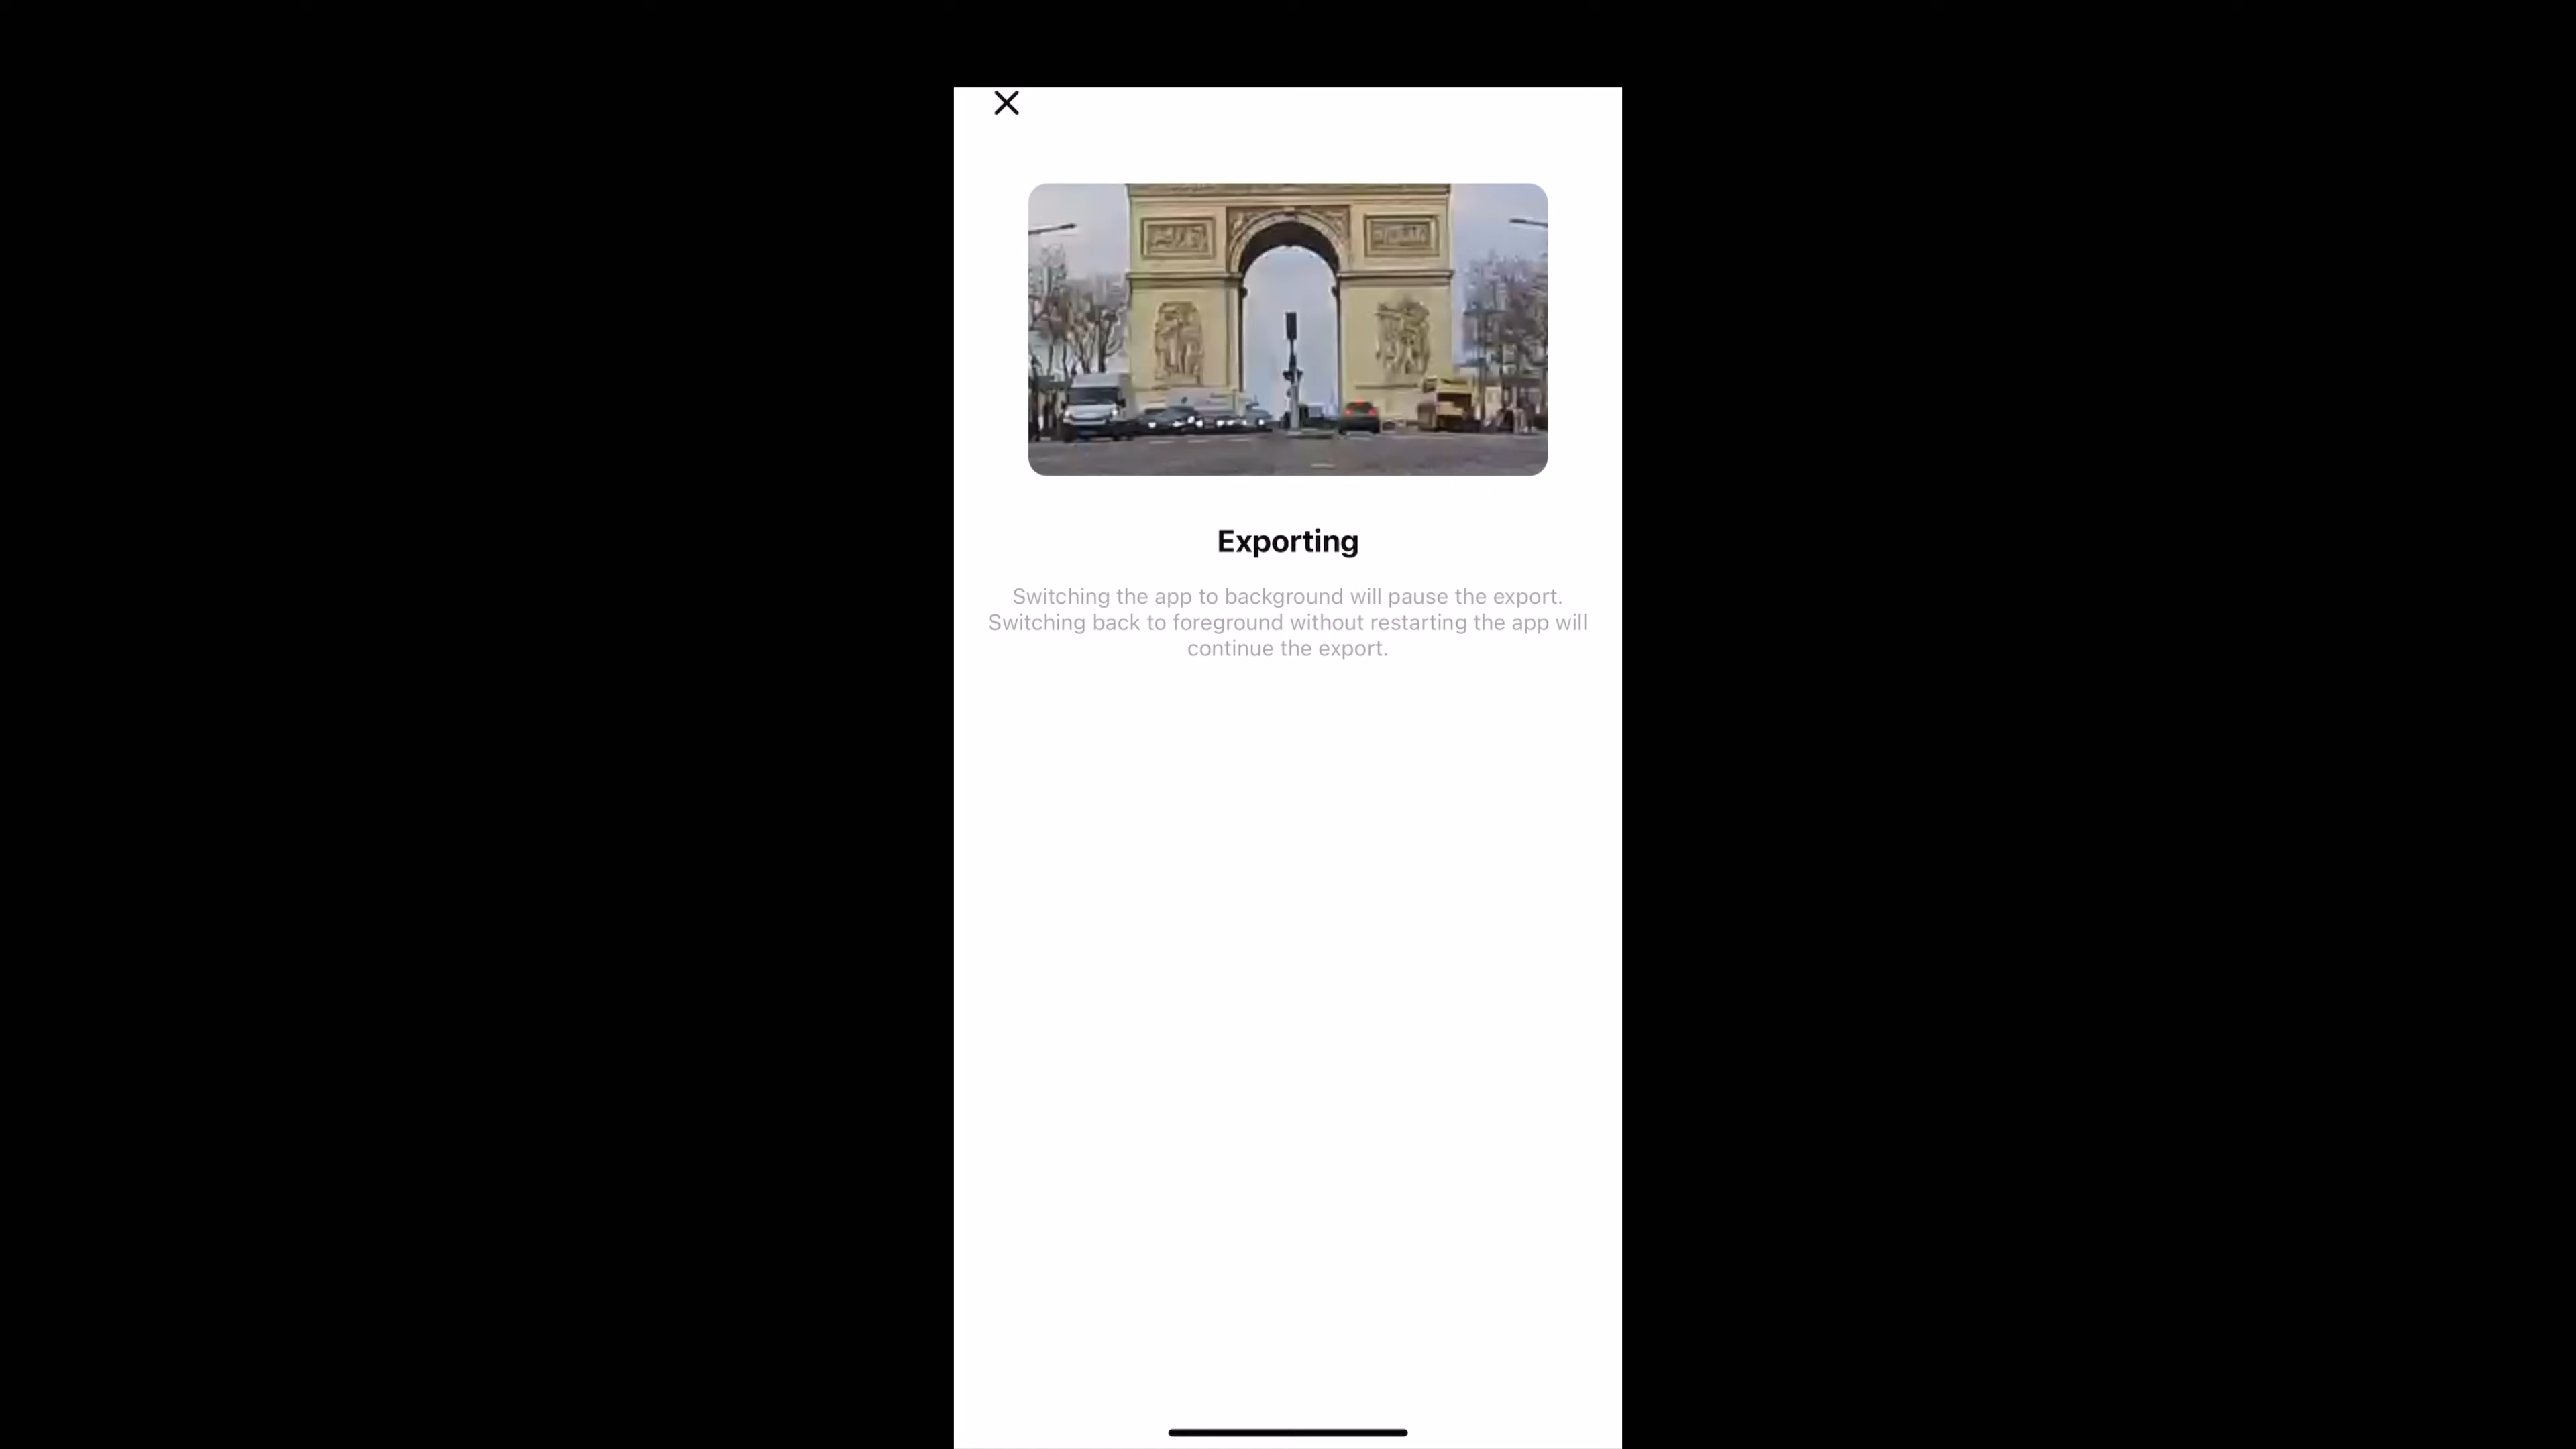 Exporting
Switching the app to background will pause the export.
Switching back to foreground without restarting the app will
continue the export.